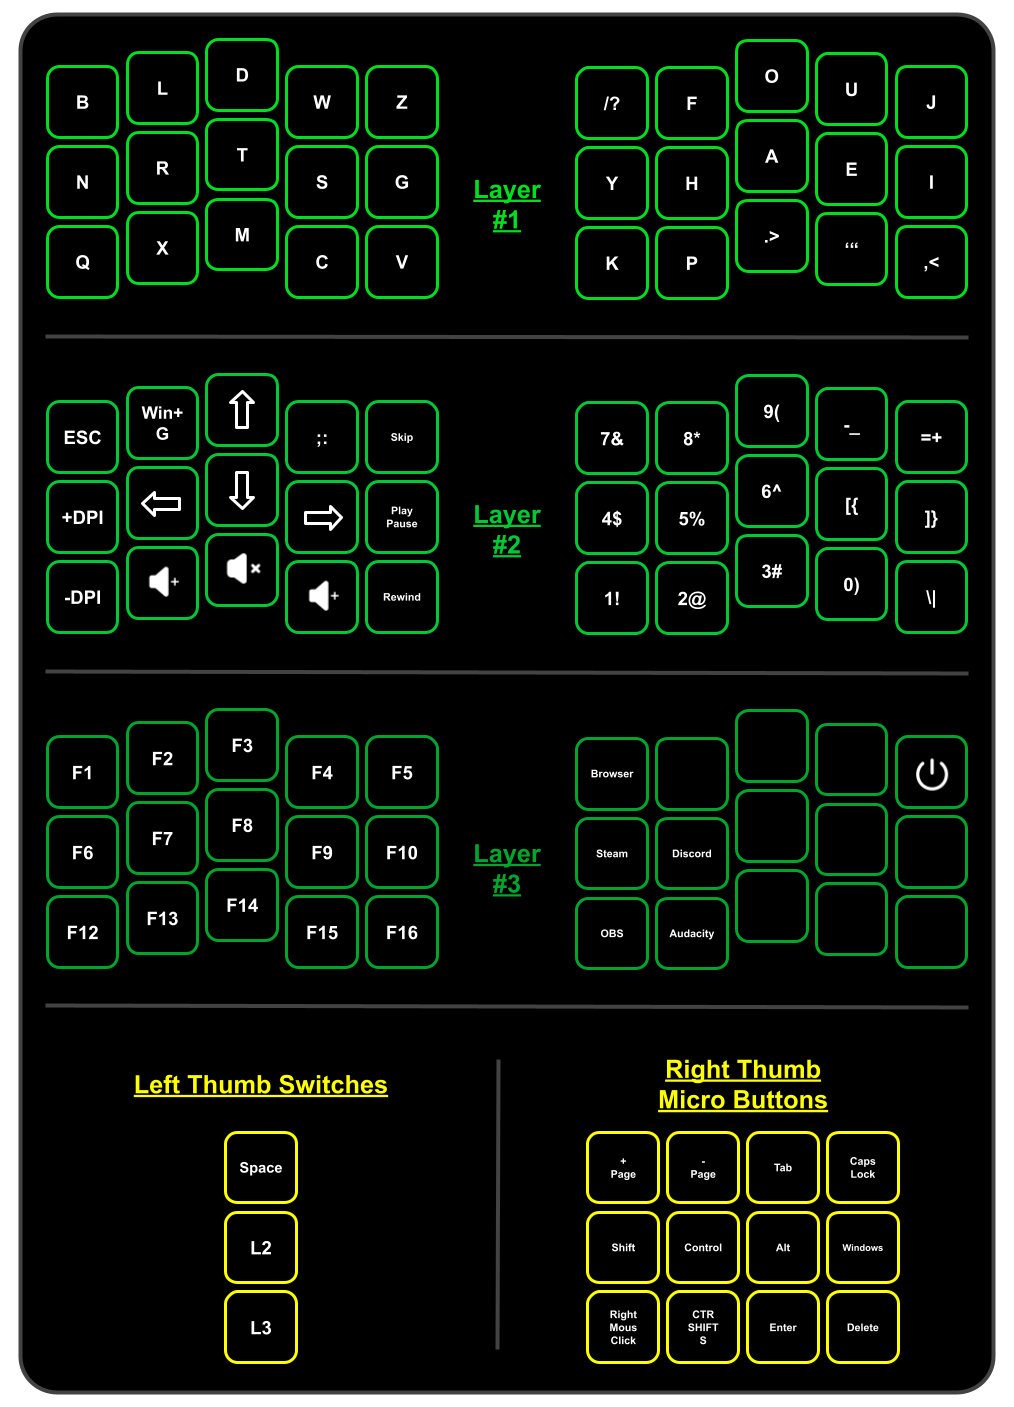 B L D W Z
/? F O U J
N R T S G
Y H A E I
Q X M C V
K P .> ‘“ ,<
Layer
#1
ESC Win+
G ;: Skip
7& 8* 9( -_ =+
+DPI Play
Pause
4$ 5% 6^ [{ ]}
-DPI + x + Rewind
1! 2@ 3# 0) \|
Layer
#2
F1 F2 F3 F4 F5
Browser
F6 F7 F8 F9 F10
Steam Discord
F12 F13 F14 F15 F16
OBS Audacity
Layer
#3
Left Thumb Switches
Space
L2
L3
Right Thumb
Micro Buttons
+
Page
-
Page
Tab
Caps
Lock
Shift Control Alt Windows
Right
Mous
Click
CTR
SHIFT
S
Enter
Delete